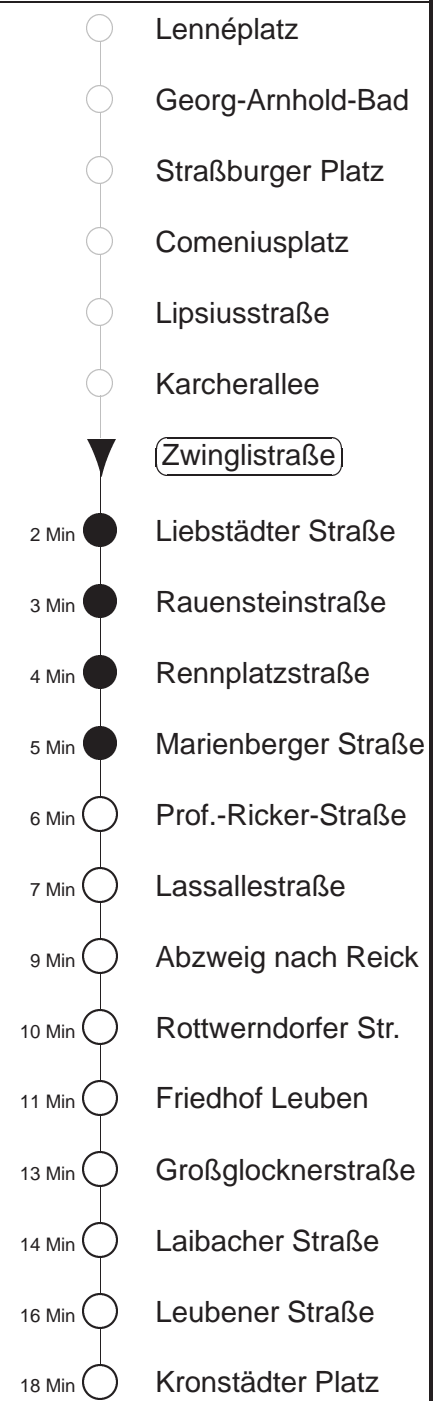 Lennéplatz
Georg-Arnhold-Bad
Straßburger Platz
Comeniusplatz
Lipsiusstraße
Karcherallee
Zwinglistraße
2 Min Liebstädter Straße
3 Min Rauensteinstraße
4 Min Rennplatzstraße
5 Min Marienberger Straße
6 Min Prof.-Ricker-Straße
7 Min Lassallestraße
9 Min Abzweig nach Reick
10 Min Rottwerndorfer Str.
11 Min Friedhof Leuben
13 Min Großglocknerstraße
14 Min Laibacher Straße
16 Min Leubener Straße
18 Min Kronstädter Platz